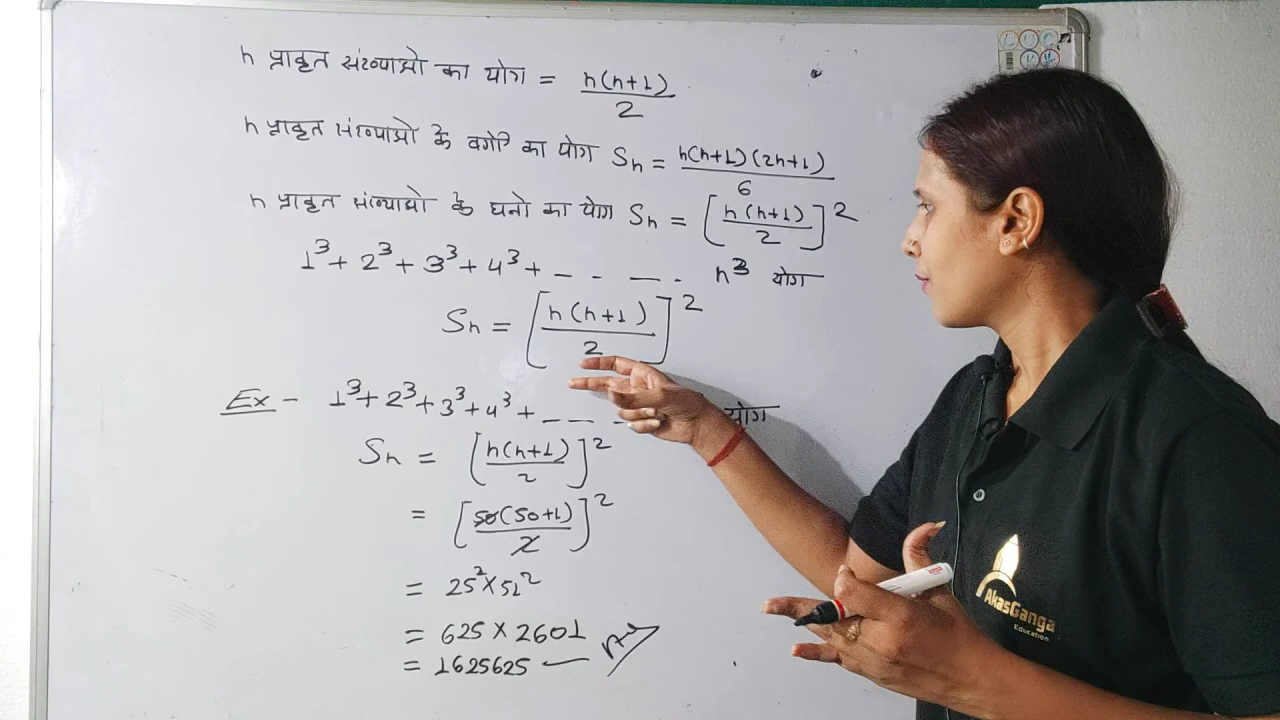 n प्राकृत संख्याओ का योग = n(n+1)/2
n प्राकृत संख्याओ के वर्गो का योग Sn = n(n+1)(2n+1)/6
n प्राकृत संख्याओ के घनो का योग Sn = [n(n+1)/2]²
1³+2³+3³+4³+ _ - — - n³ योग
Sn = [n(n+1)/2]²
Ex - 1³+2³+3³+4³+ _ _ _ योग
Sn = [n(n+1)/2]²
= [50(50+1)/2]²
= 25²×51²
= 625×2601
= 1625625 — Ans
AkasGanga
Education